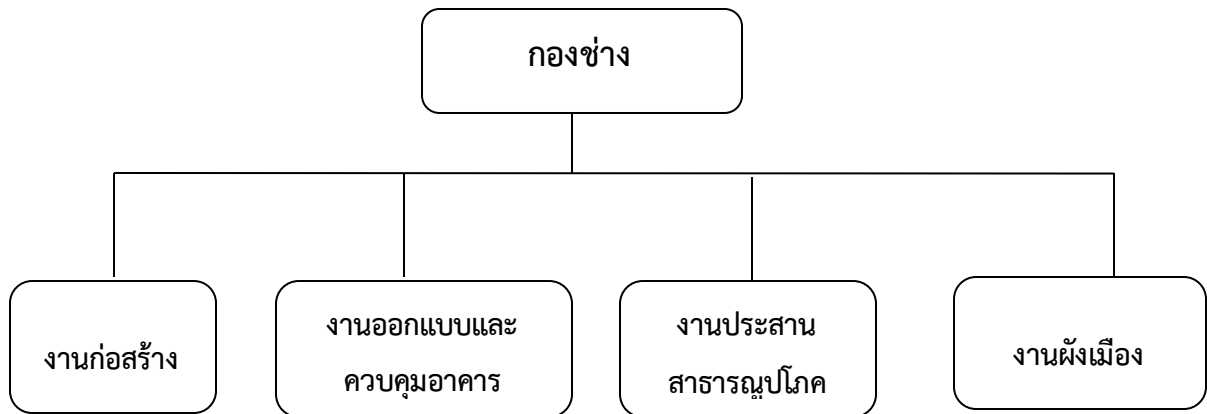 กองช่าง
งานก่อสร้าง
งานออกแบบและ
ควบคุมอาคาร
งานประสาน
สาธารณูปโภค
งานผังเมือง